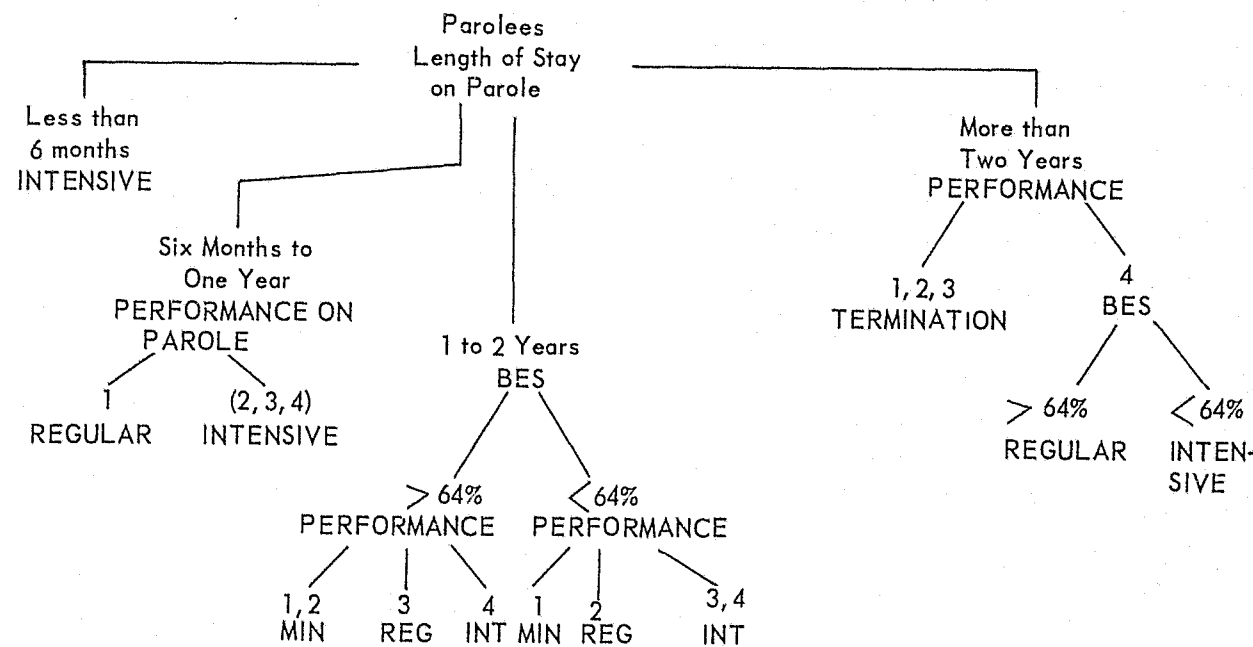 Parolees
Length of Stay
on Parole
Less than
6 months
INTENSIVE
Six Months to
One Year
PERFORMANCE ON
PAROLE
1
REGULAR
(2, 3, 4)
INTENSIVE
1 to 2 Years
BES
> 64%
PERFORMANCE
1, 2
MIN
3
REG
4
INT
< 64%
PERFORMANCE
1
MIN
2
REG
3, 4
INT
More than
Two Years
PERFORMANCE
1, 2, 3
TERMINATION
4
BES
> 64%
REGULAR
< 64%
INTEN-
SIVE